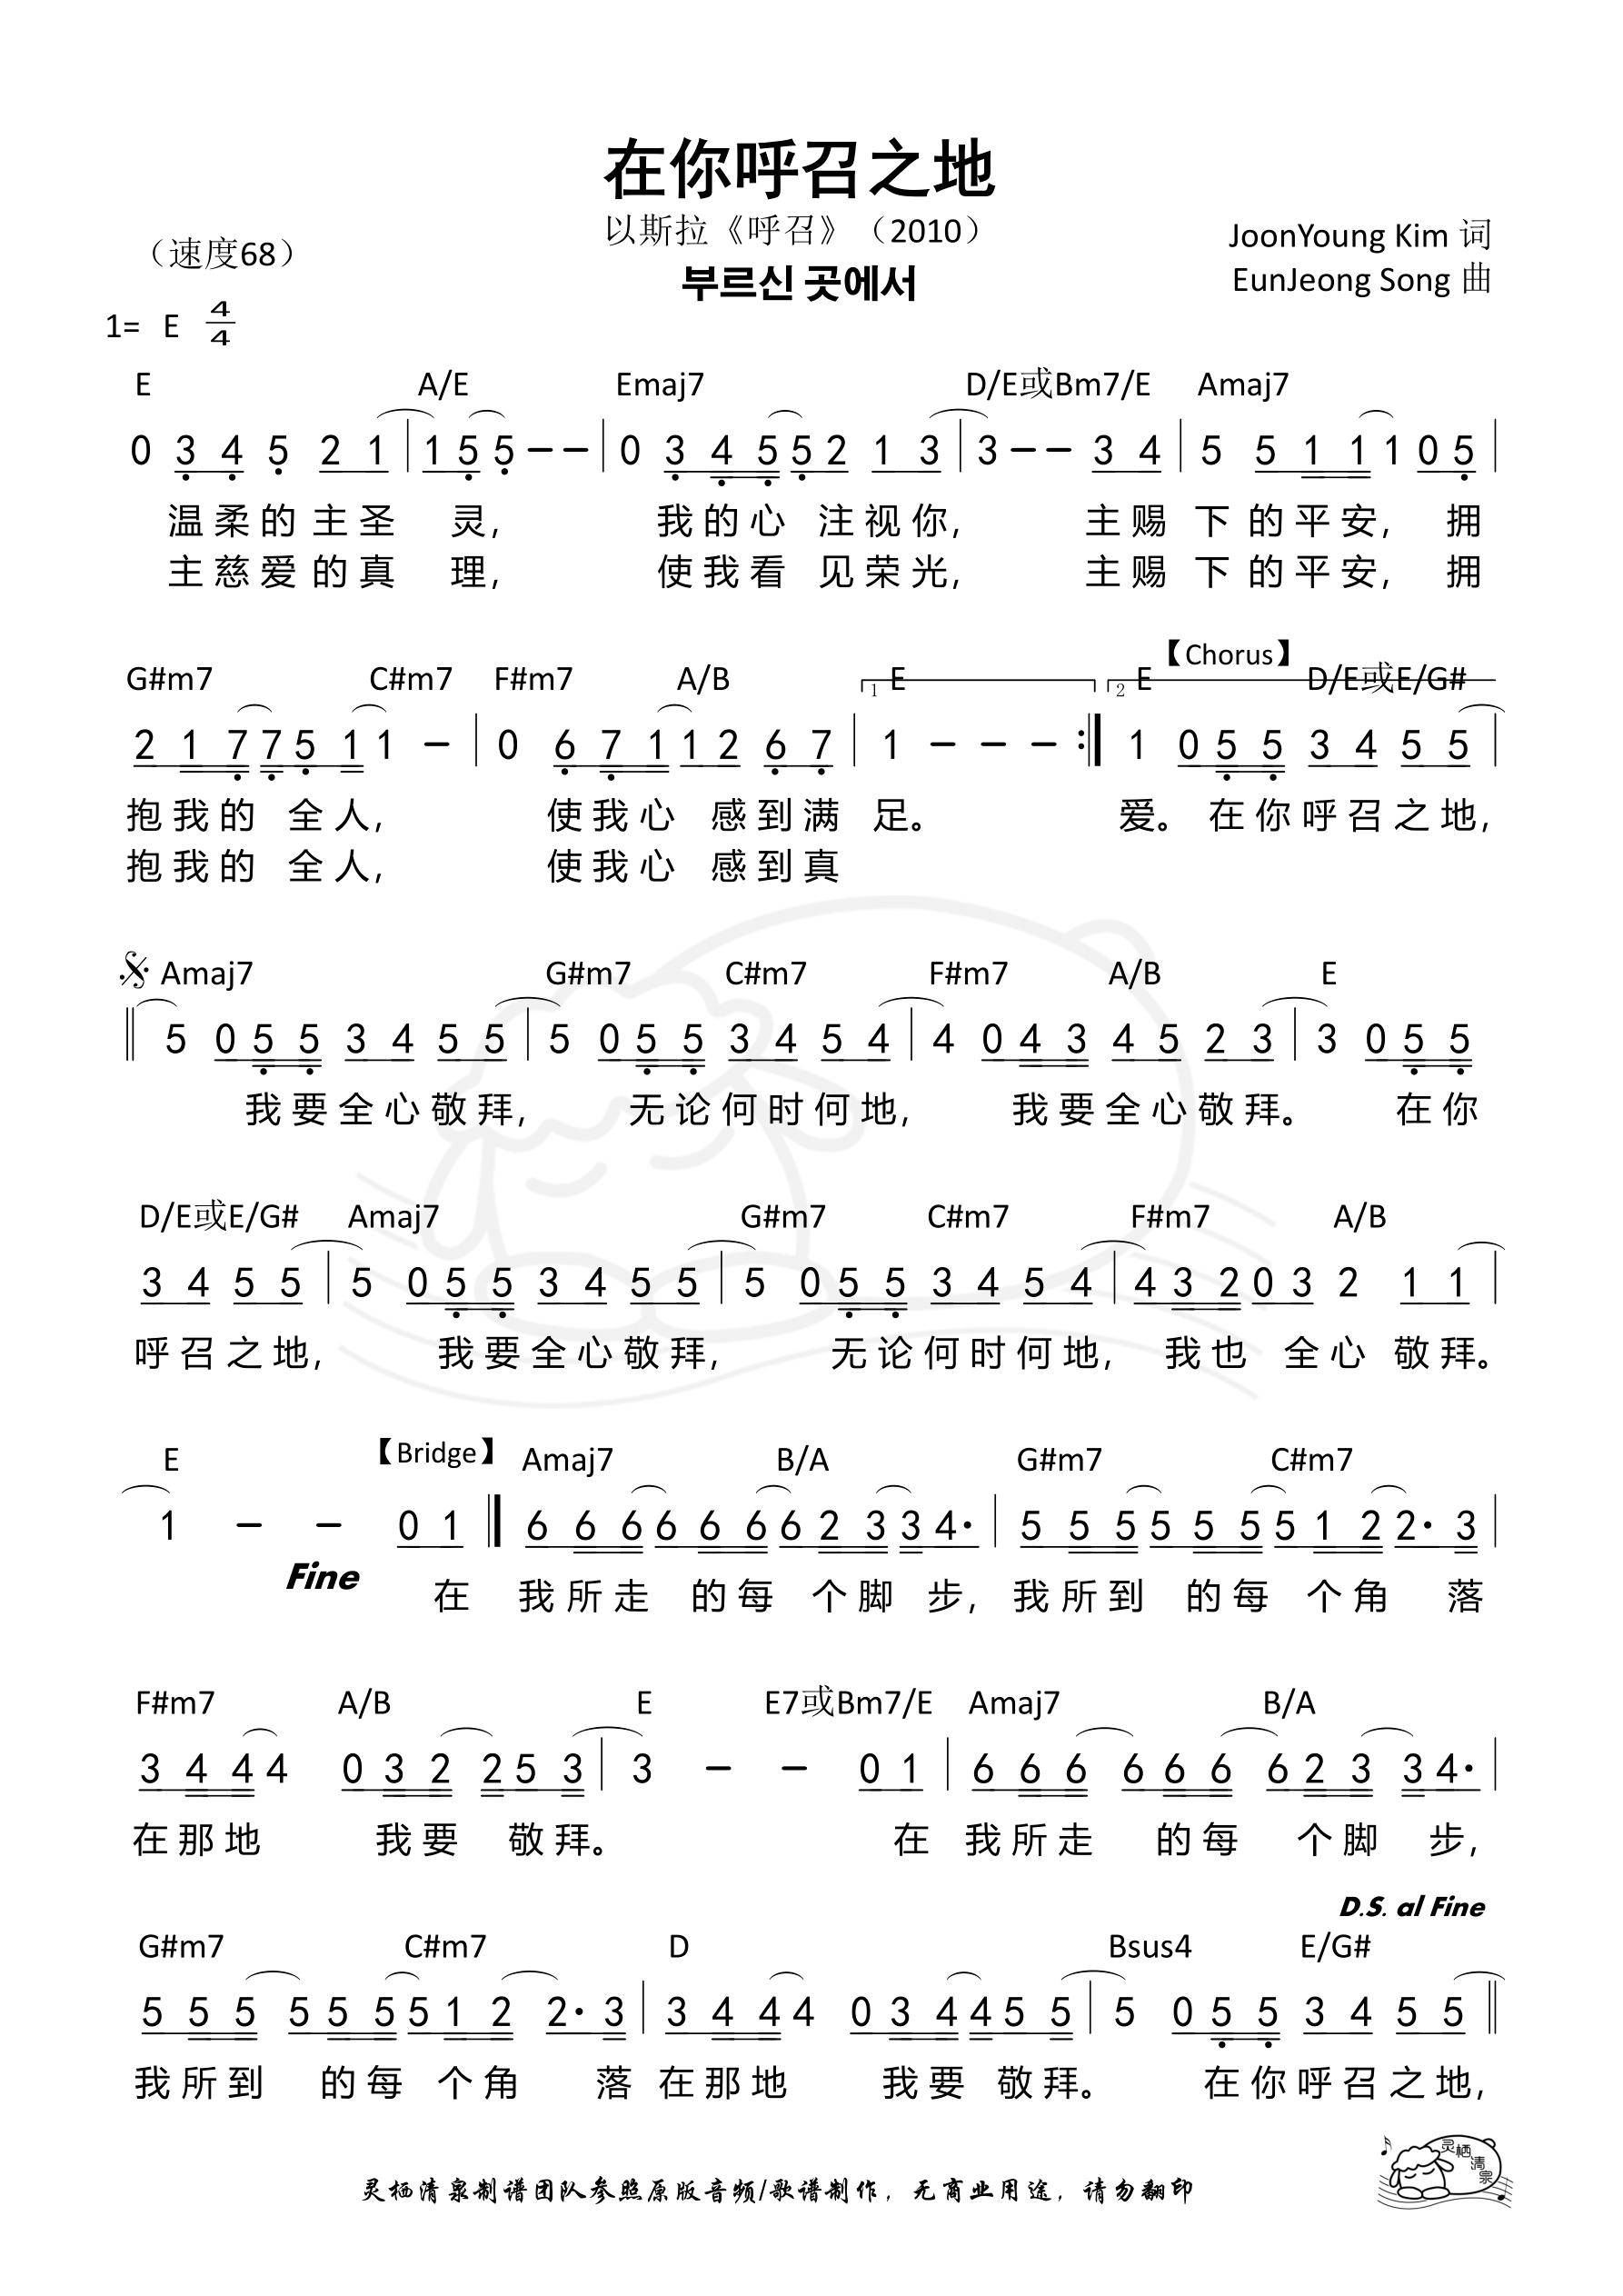 在你呼召之地
以斯拉《呼召》（2010）
부르신 곳에서
（速度68）
JoonYoung Kim 词
EunJeong Song 曲
1= E 4/4
E A/E Emaj7 D/E或Bm7/E Amaj7
0 3 4 5 2 1 | 1 5 5 – – | 0 3 4 5 5 2 1 3 | 3 – – 3 4 | 5 5 1 1 1 0 5 |
温柔的主圣 灵, 我的心 注视你, 主赐 下的平安, 拥
主慈爱的真 理, 使我看 见荣光, 主赐 下的平安, 拥
【Chorus】
G#m7 C#m7 F#m7 A/B 1 E 2 E D/E或E/G#
2 1 7 7 5 1 1 – | 0 6 7 1 1 2 6 7 | 1 – – – :| 1 0 5 5 3 4 5 5 |
抱我的 全人, 使我心 感到满 足。 爱。在你呼召之地,
抱我的 全人, 使我心 感到真
Amaj7 G#m7 C#m7 F#m7 A/B E
‖ 5 0 5 5 3 4 5 5 | 5 0 5 5 3 4 5 4 | 4 0 4 3 4 5 2 3 | 3 0 5 5
我要全心敬拜, 无论何时何地, 我要全心敬拜。 在你
D/E或E/G# Amaj7 G#m7 C#m7 F#m7 A/B
3 4 5 5 | 5 0 5 5 3 4 5 5 | 5 0 5 5 3 4 5 4 | 4 3 2 0 3 2 1 1 |
呼召之地, 我要全心敬拜, 无论何时何地, 我也 全心 敬拜。
E 【Bridge】 Amaj7 B/A G#m7 C#m7
1 – – 0 1 ‖ 6 6 6 6 6 6 6 2 3 3 4· | 5 5 5 5 5 5 5 1 2 2· 3 |
Fine
在 我所走 的每 个脚 步, 我所到 的每 个角 落
F#m7 A/B E E7或Bm7/E Amaj7 B/A
3 4 4 4 0 3 2 2 5 3 | 3 – – 0 1 | 6 6 6 6 6 6 6 2 3 3 4· |
在那地 我要 敬拜。 在 我所走 的每 个脚 步,
D.S. al Fine
G#m7 C#m7 D Bsus4 E/G#
5 5 5 5 5 5 5 1 2 2· 3 | 3 4 4 4 0 3 4 4 5 5 | 5 0 5 5 3 4 5 5 ‖
我所到 的每 个角 落 在那地 我要 敬拜。 在你呼召之地,
灵栖清泉
灵栖清泉制谱团队参照原版音频/歌谱制作，无商业用途，请勿翻印